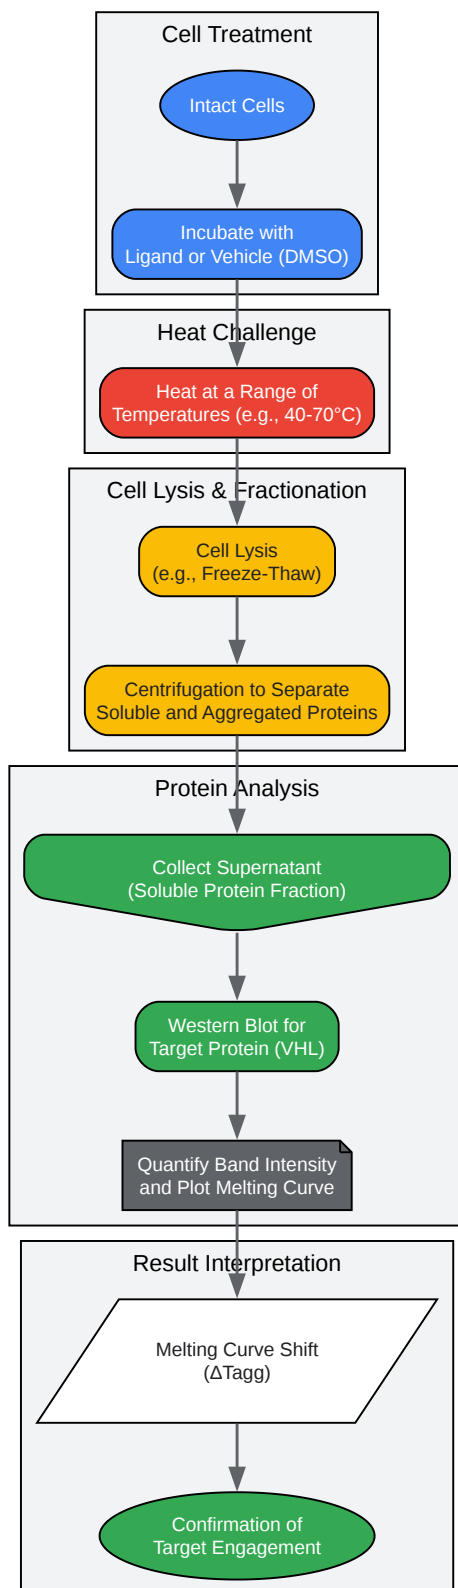 Cell Treatment
Intact Cells
Incubate with
Ligand or Vehicle (DMSO)
Heat Challenge
Heat at a Range of
Temperatures (e.g., 40-70°C)
Cell Lysis & Fractionation
Cell Lysis
(e.g., Freeze-Thaw)
Centrifugation to Separate
Soluble and Aggregated Proteins
Protein Analysis
Collect Supernatant
(Soluble Protein Fraction)
Western Blot for
Target Protein (VHL)
Quantify Band Intensity
and Plot Melting Curve
Result Interpretation
Melting Curve Shift
(ΔTagg)
Confirmation of
Target Engagement